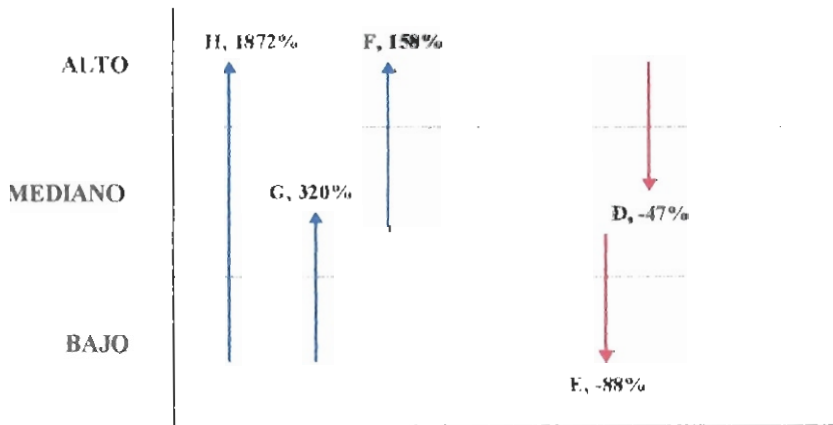 H, 1872%
F, 158%
ALTO
MEDIANO
G, 320%
D, -47%
BAJO
E, -88%